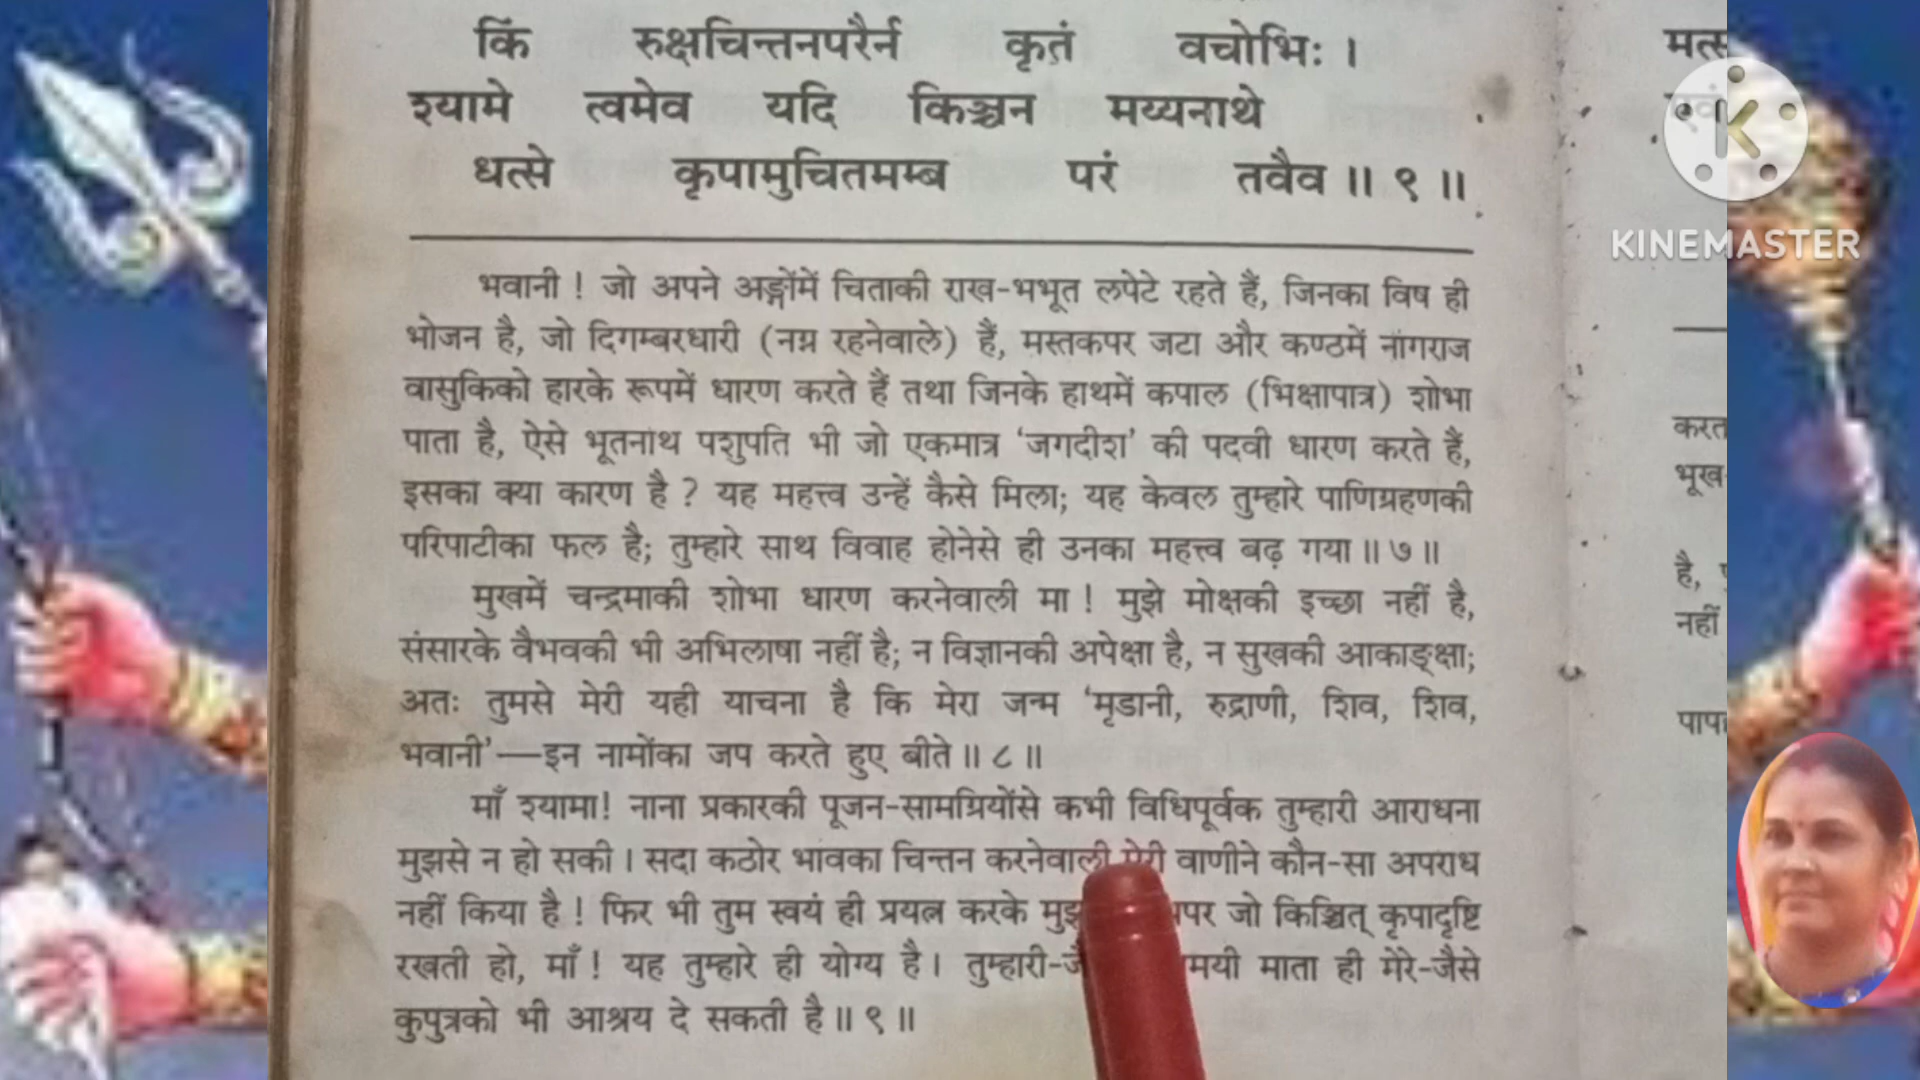 किं रुक्षचिन्तनपरैर्न कृतं वचोभिः ।
श्यामे त्वमेव यदि किञ्चन मय्यनाथे
धत्से कृपामुचितमम्ब परं तवैव ॥ ९ ॥
भवानी ! जो अपने अङ्गोंमें चिताकी राख-भभूत लपेटे रहते हैं, जिनका विष ही
भोजन है, जो दिगम्बरधारी (नग्न रहनेवाले) हैं, मस्तकपर जटा और कण्ठमें नागराज
वासुकिको हारके रूपमें धारण करते हैं तथा जिनके हाथमें कपाल (भिक्षापात्र) शोभा
पाता है, ऐसे भूतनाथ पशुपति भी जो एकमात्र ‘जगदीश’ की पदवी धारण करते हैं,
इसका क्या कारण है ? यह महत्त्व उन्हें कैसे मिला; यह केवल तुम्हारे पाणिग्रहणकी
परिपाटीका फल है; तुम्हारे साथ विवाह होनेसे ही उनका महत्त्व बढ़ गया ॥ ७ ॥
मुखमें चन्द्रमाकी शोभा धारण करनेवाली मा ! मुझे मोक्षकी इच्छा नहीं है,
संसारके वैभवकी भी अभिलाषा नहीं है; न विज्ञानकी अपेक्षा है, न सुखकी आकाङ्क्षा;
अतः तुमसे मेरी यही याचना है कि मेरा जन्म ‘मृडानी, रुद्राणी, शिव, शिव,
भवानी’—इन नामोंका जप करते हुए बीते ॥ ८ ॥
माँ श्यामा! नाना प्रकारकी पूजन-सामग्रियोंसे कभी विधिपूर्वक तुम्हारी आराधना
मुझसे न हो सकी । सदा कठोर भावका चिन्तन करनेवाली मेरी वाणीने कौन-सा अपराध
नहीं किया है ! फिर भी तुम स्वयं ही प्रयत्न करके जो किञ्चित् कृपादृष्टि
रखती हो, माँ ! यह तुम्हारे ही योग्य है । माता ही मेरे-जैसे
कुपुत्रको भी आश्रय दे सकती है ॥ ९ ॥
करत
भूख
है,
नहीं
KINEMASTER